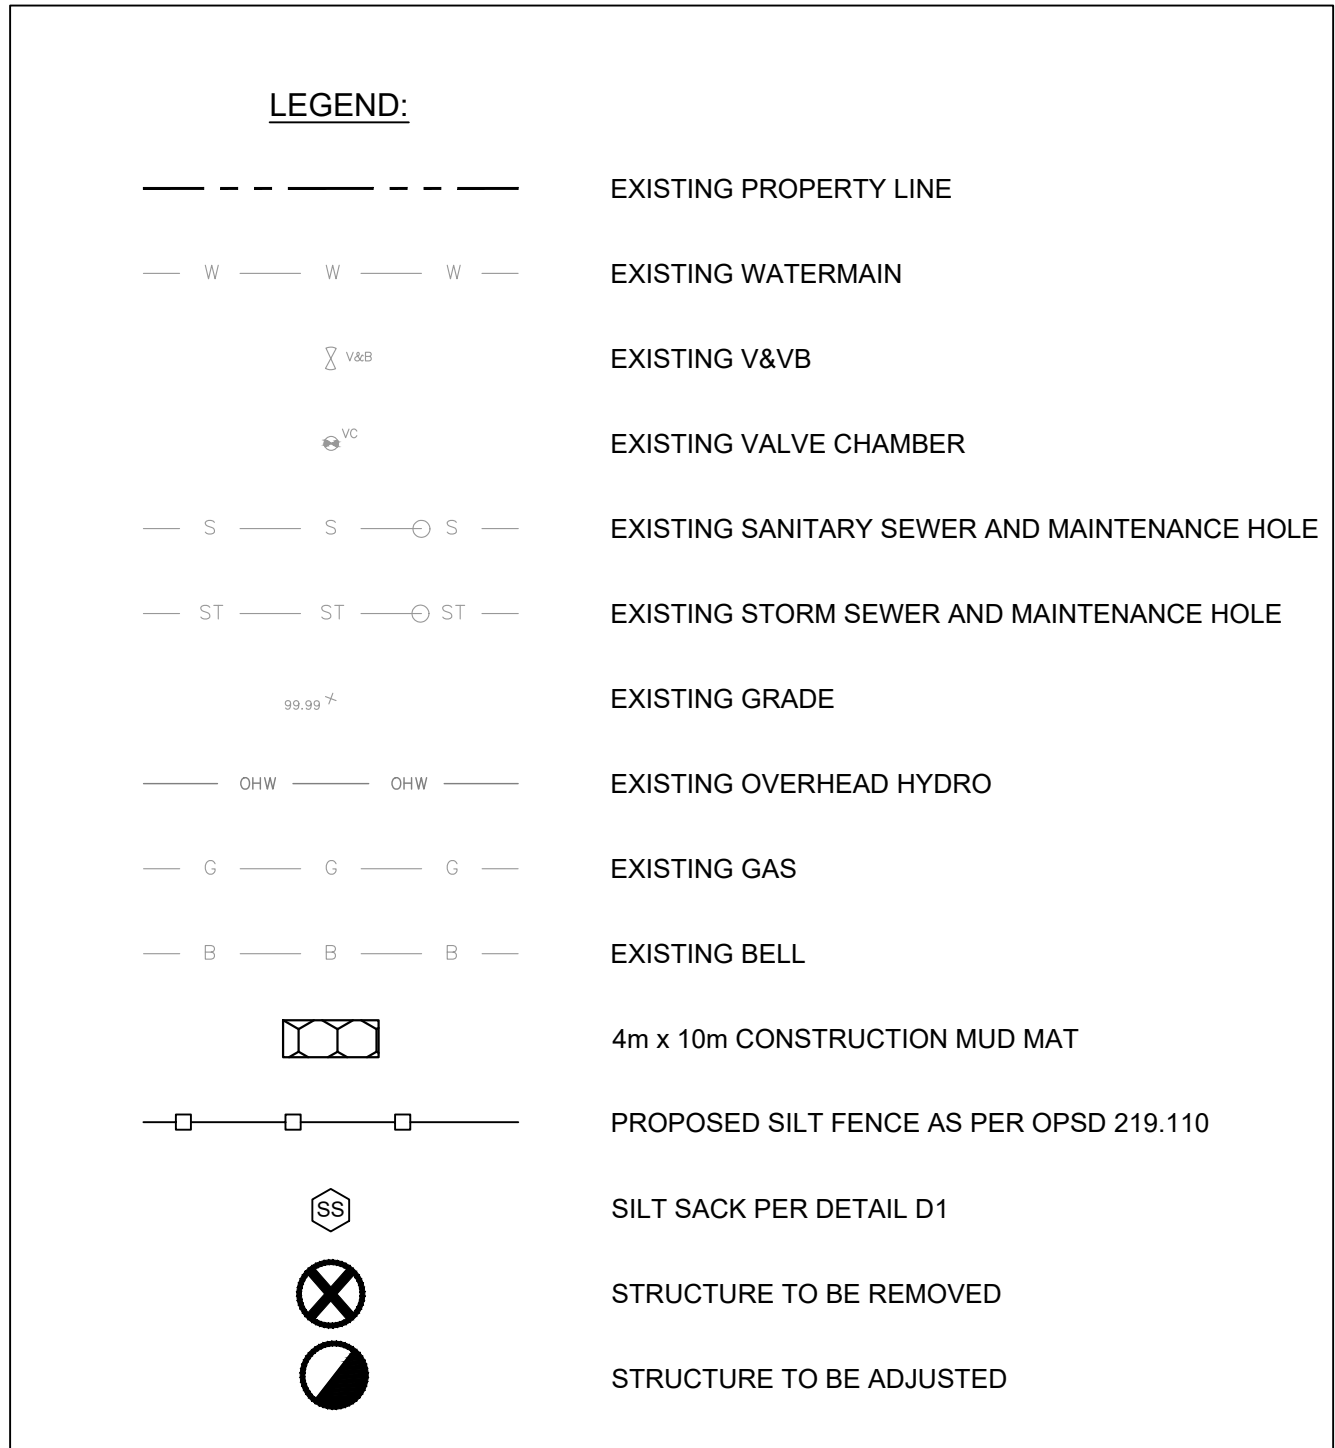 LEGEND:
EXISTING PROPERTY LINE
W W W EXISTING WATERMAIN
V&B EXISTING V&VB
VC EXISTING VALVE CHAMBER
S S S EXISTING SANITARY SEWER AND MAINTENANCE HOLE
ST ST ST EXISTING STORM SEWER AND MAINTENANCE HOLE
99.99 EXISTING GRADE
OHW OHW EXISTING OVERHEAD HYDRO
G G G EXISTING GAS
B B B EXISTING BELL
4m x 10m CONSTRUCTION MUD MAT
PROPOSED SILT FENCE AS PER OPSD 219.110
SS SILT SACK PER DETAIL D1
STRUCTURE TO BE REMOVED
STRUCTURE TO BE ADJUSTED